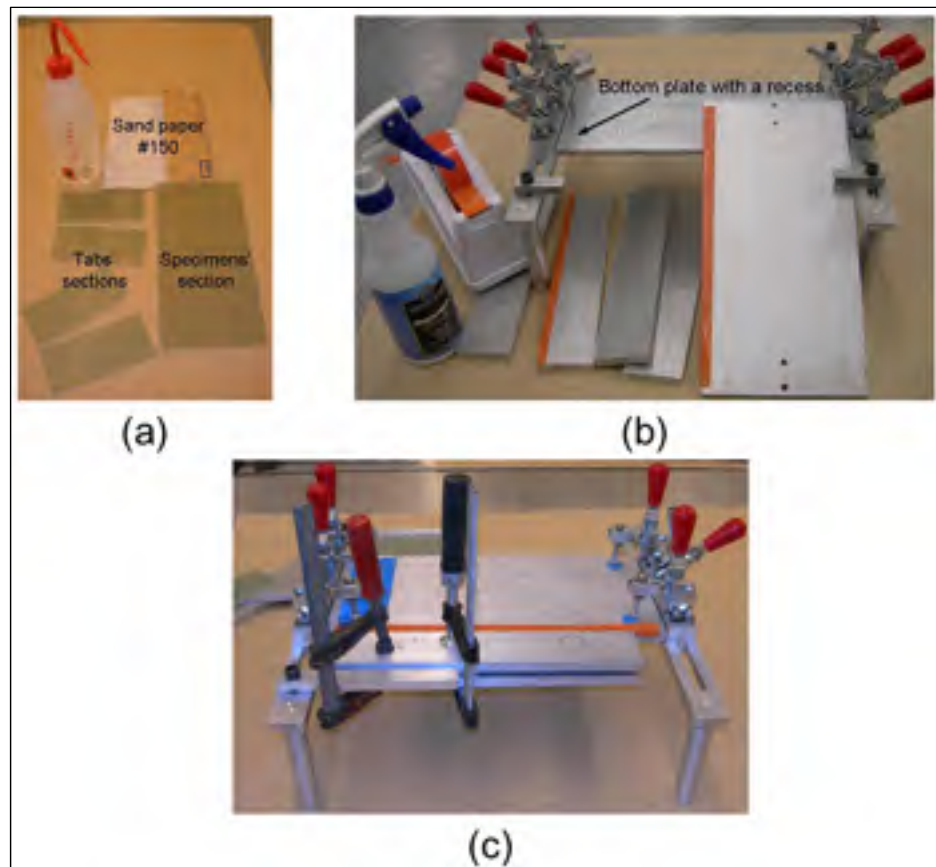 Sand paper
#150
Tabs
sections
Specimens'
section
Bottom plate with a recess
(a)
(b)
(c)